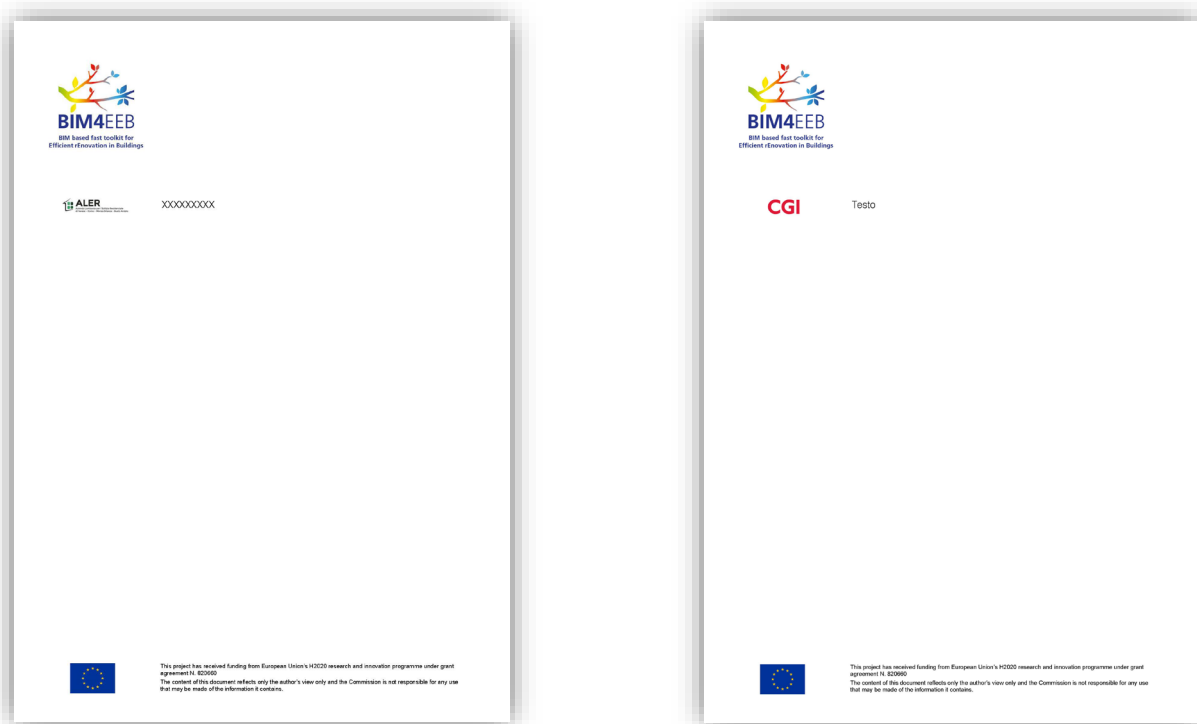 BIM4EEB
BIM based fast toolkit for
Efficient rEnovation in Buildings
ALER
XXXXXXXXX
This project has received funding from European Union's H2020 research and innovation programme under grant
agreement N. 820660
The content of this document reflects only the author's view only and the Commission is not responsible for any use
that may be made of the information it contains.
BIM4EEB
BIM based fast toolkit for
Efficient rEnovation in Buildings
CGI
Testo
This project has received funding from European Union's H2020 research and innovation programme under grant
agreement N. 820660
The content of this document reflects only the author's view only and the Commission is not responsible for any use
that may be made of the information it contains.